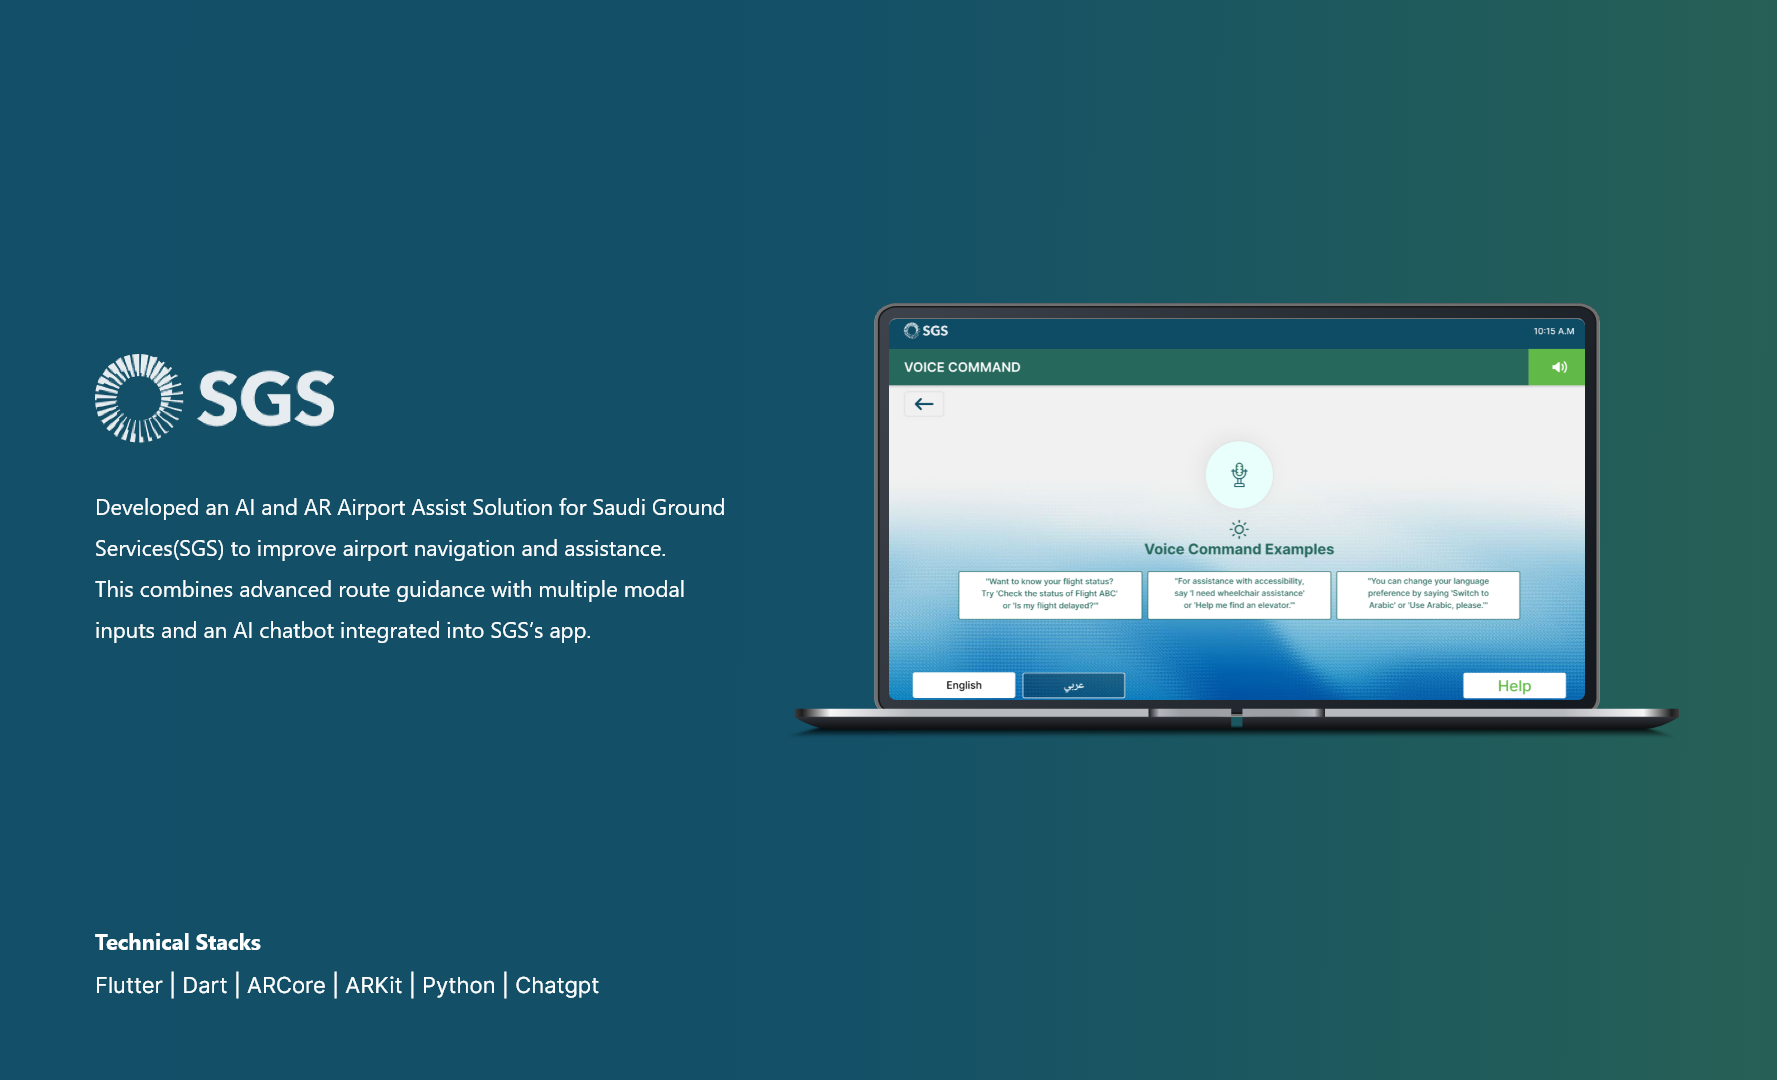 SGS
Developed an AI and AR Airport Assist Solution for Saudi Ground
Services(SGS) to improve airport navigation and assistance.
This combines advanced route guidance with multiple modal
inputs and an AI chatbot integrated into SGS’s app.
Technical Stacks
Flutter | Dart | ARCore | ARKit | Python | Chatgpt
SGS
10:15 A.M
VOICE COMMAND
Voice Command Examples
"Want to know your flight status?
Try 'Check the status of Flight ABC'
or 'Is my flight delayed?'"
"For assistance with accessibility,
say 'I need wheelchair assistance'
or 'Help me find an elevator.'"
"You can change your language
preference by saying 'Switch to
Arabic' or 'Use Arabic, please.'"
English
عربي
Help